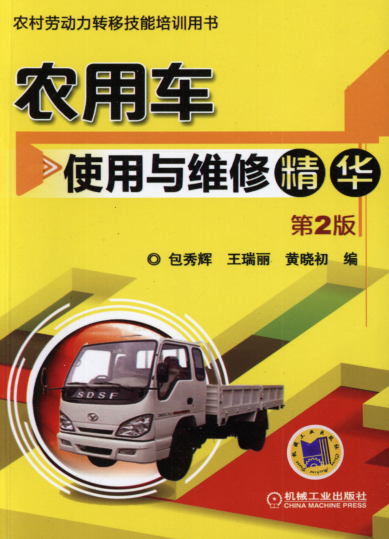 农村劳动力转移技能培训用书
农用车
使用与维修精华
第2版
◎ 包秀辉 王瑞丽 黄晓初 编
SDSF
机械工业出版社
CHINA MACHINE PRESS